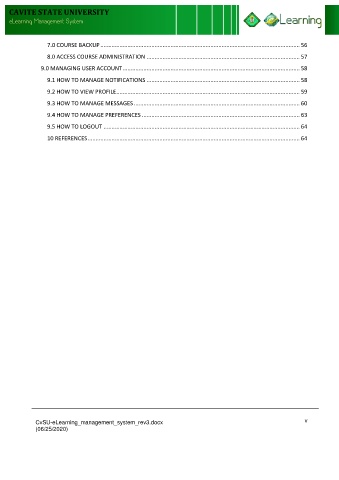 CAVITE STATE UNIVERSITY
eLearning Management System
eLearning
7.0 COURSE BACKUP ........ 56
8.0 ACCESS COURSE ADMINISTRATION ........ 57
9.0 MANAGING USER ACCOUNT ........ 58
9.1 HOW TO MANAGE NOTIFICATIONS ........ 58
9.2 HOW TO VIEW PROFILE ........ 59
9.3 HOW TO MANAGE MESSAGES ........ 60
9.4 HOW TO MANAGE PREFERENCES ........ 63
9.5 HOW TO LOGOUT ........ 64
10 REFERENCES ........ 64
CvSU-eLearning_management_system_rev3.docx v
(06/25/2020)